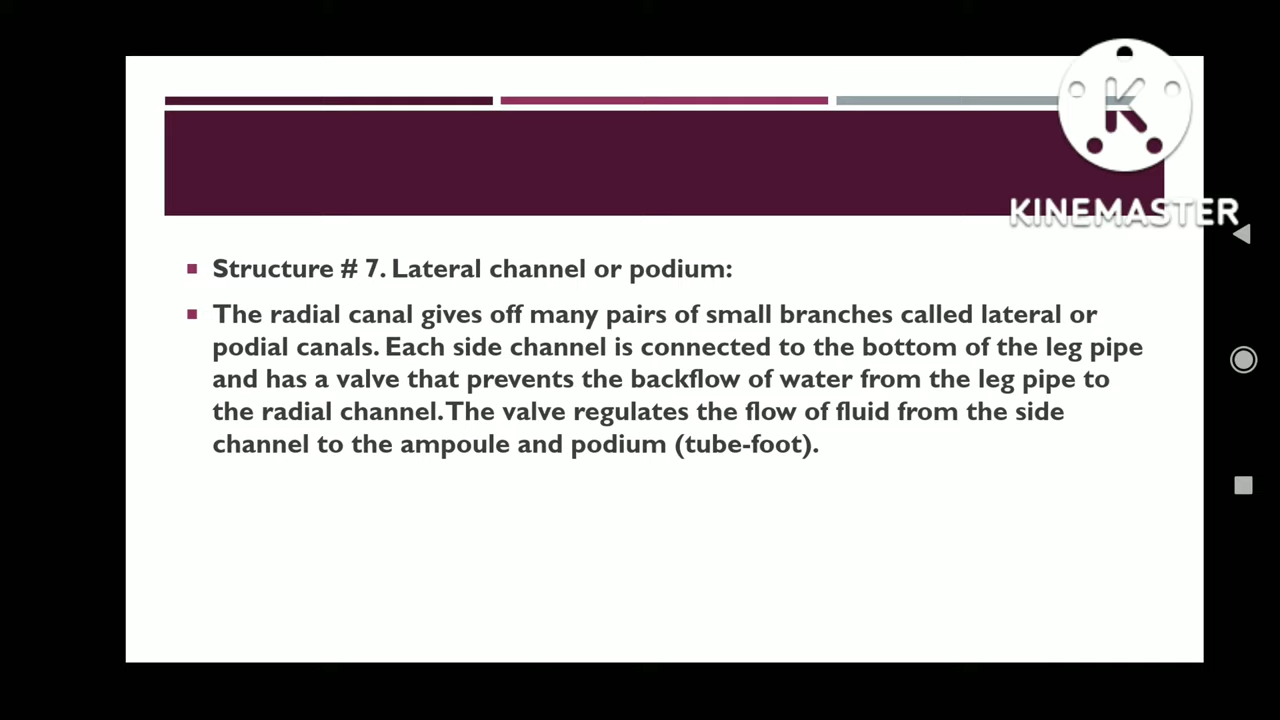 K
KINEMASTER
Structure # 7. Lateral channel or podium:
The radial canal gives off many pairs of small branches called lateral or
podial canals. Each side channel is connected to the bottom of the leg pipe
and has a valve that prevents the backflow of water from the leg pipe to
the radial channel. The valve regulates the flow of fluid from the side
channel to the ampoule and podium (tube-foot).